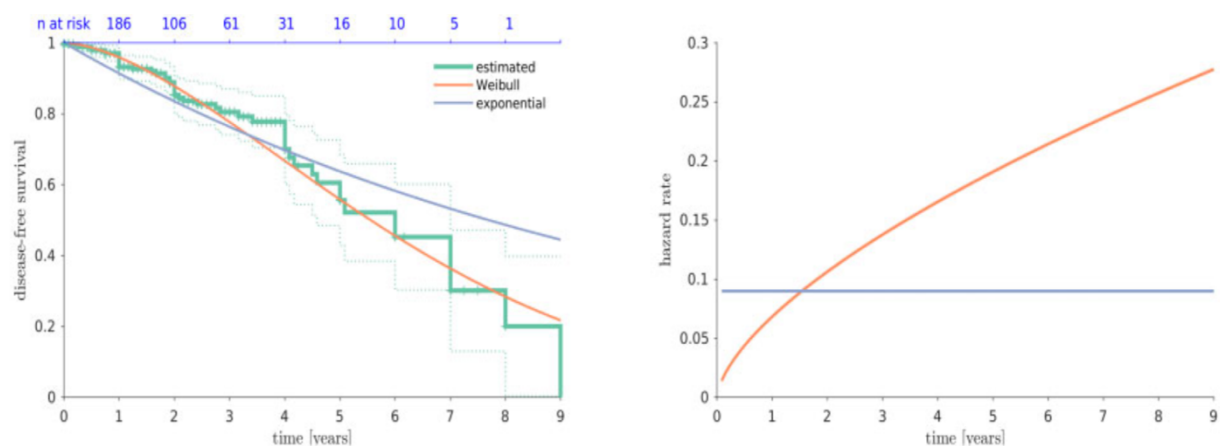 n at risk 186 106 61 31 16 10 5 1
1
0.8
0.6
0.4
0.2
0
disease-free survival
estimated
Weibull
exponential
0 1 2 3 4 5 6 7 8 9
time [years]
0.3
0.25
0.2
0.15
0.1
0.05
0
hazard rate
0 1 2 3 4 5 6 7 8 9
time [years]